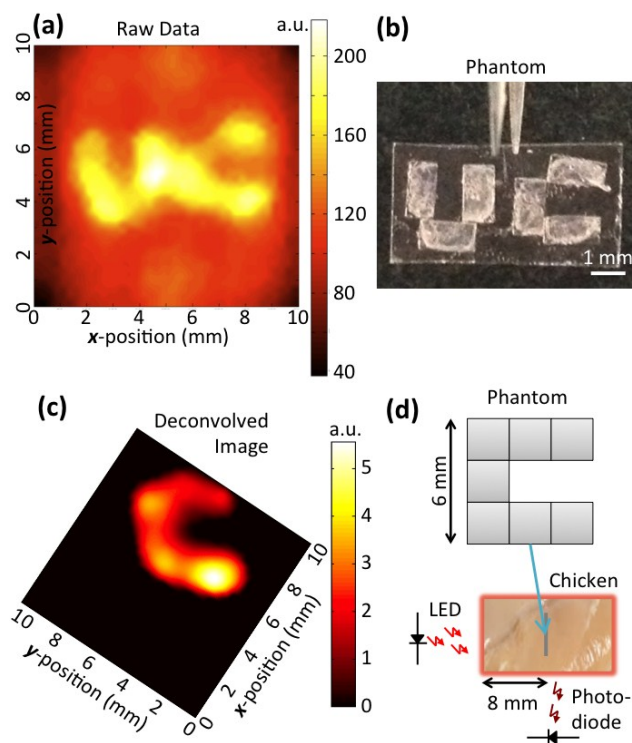 (a)
Raw Data
a.u.
10
8
6
4
2
0
y-position (mm)
0 2 4 6 8 10
x-position (mm)
200
160
120
80
40
(b)
Phantom
1 mm
(c)
Deconvolved
Image
a.u.
5
4
3
2
1
0
10 8 6 4 2 0
y-position (mm)
0 2 4 6 8 10
x-position (mm)
(d)
Phantom
6 mm
Chicken
LED
8 mm
Photo-
diode